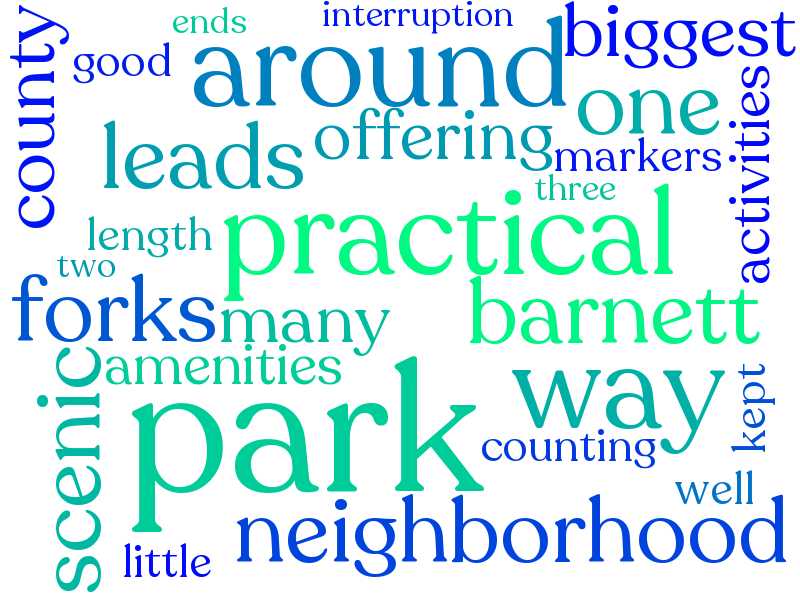 ends
interruption
biggest
county
good
around
one
activities
leads
offering
markers
three
length
practical
two
forks
many
barnett
scenic
amenities
park
way
kept
counting
well
little
neighborhood